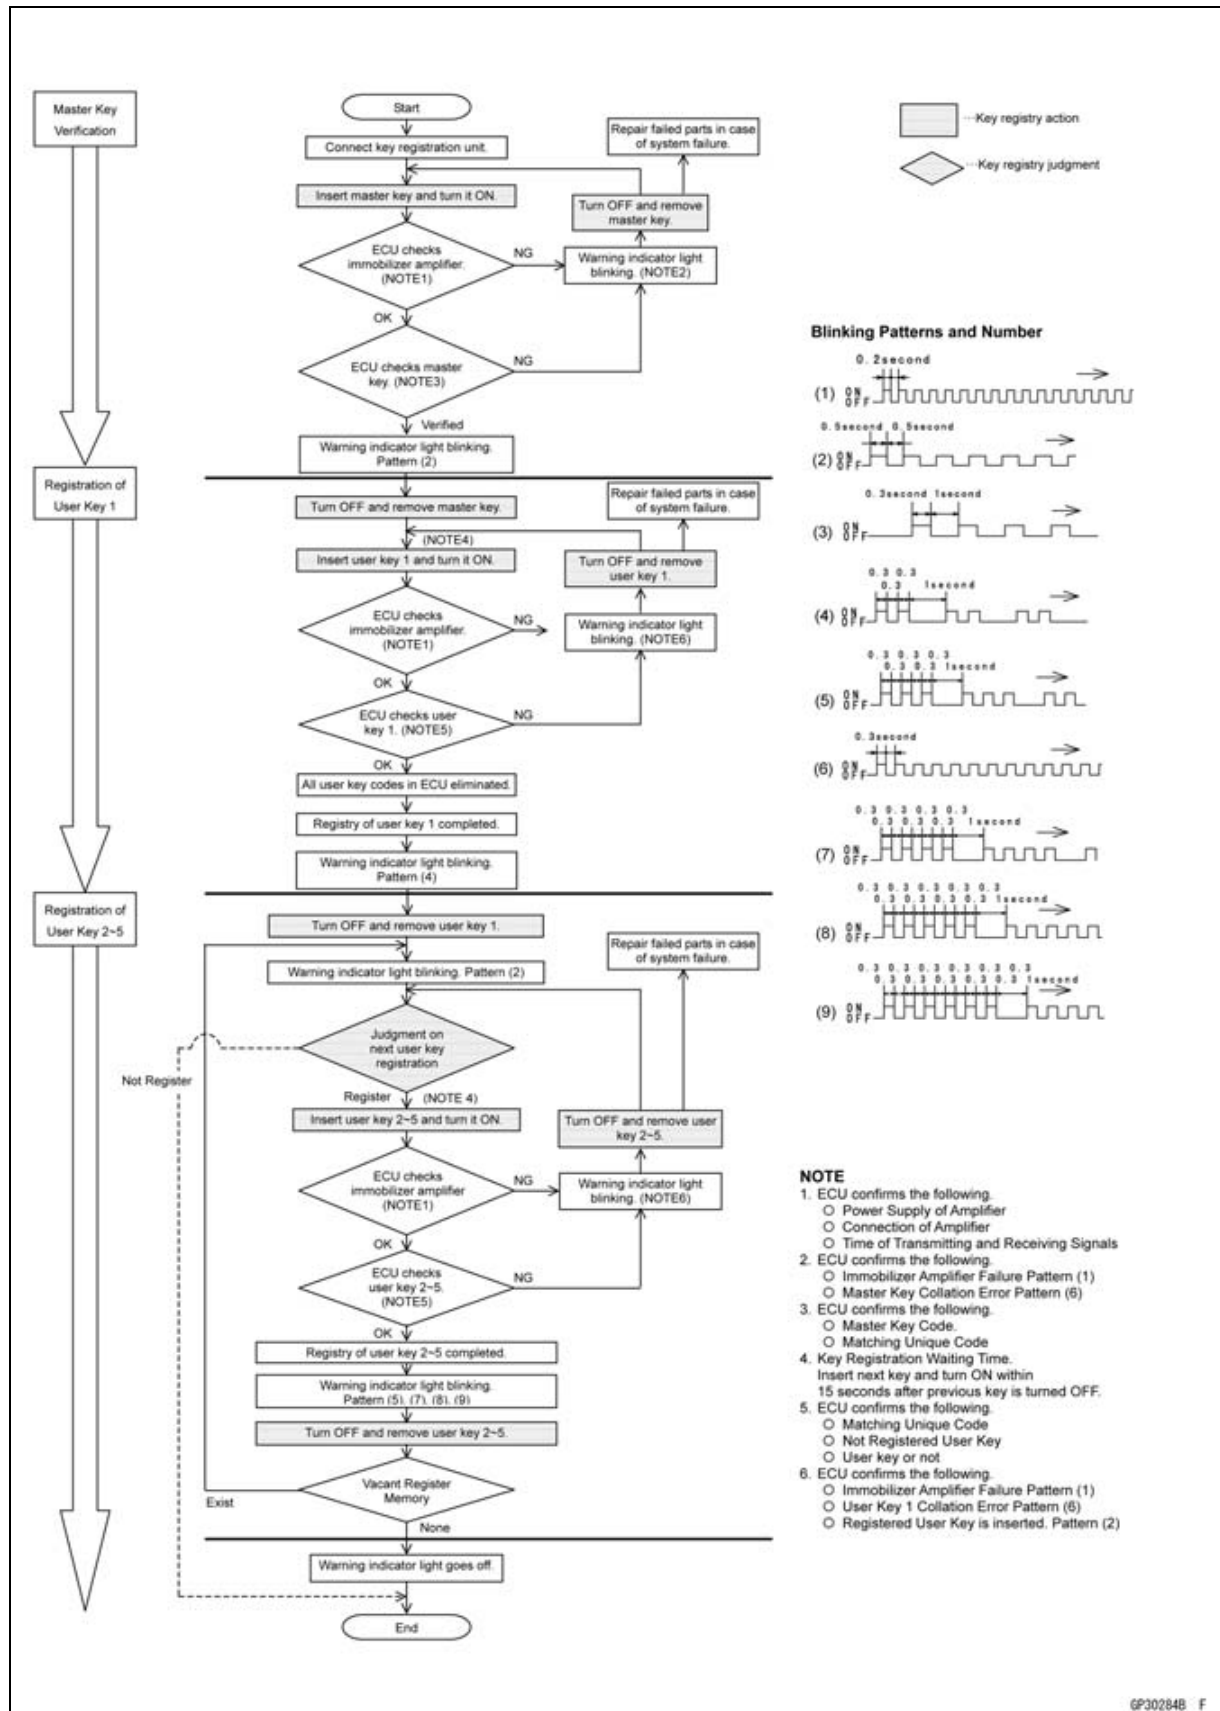 Master Key
Verification
Start
Connect key registration unit.
Insert master key and turn it ON.
ECU checks
immobilizer amplifier.
(NOTE1)
NG
OK
ECU checks master
key. (NOTE3)
NG
Verified
Warning indicator light blinking.
Pattern (2)
Repair failed parts in case
of system failure.
Turn OFF and remove
master key.
Warning indicator light
blinking. (NOTE2)
Registration of
User Key 1
Turn OFF and remove master key.
(NOTE4)
Insert user key 1 and turn it ON.
ECU checks
immobilizer amplifier.
(NOTE1)
NG
OK
ECU checks user
key 1. (NOTE5)
NG
OK
All user key codes in ECU eliminated.
Registry of user key 1 completed.
Warning indicator light blinking.
Pattern (4)
Repair failed parts in case
of system failure.
Turn OFF and remove
user key 1.
Warning indicator light
blinking. (NOTE6)
Registration of
User Key 2~5
Turn OFF and remove user key 1.
Warning indicator light blinking. Pattern (2)
Judgment on
next user key
registration
Not Register
Register
(NOTE 4)
Insert user key 2~5 and turn it ON.
ECU checks
immobilizer amplifier
(NOTE1)
NG
OK
ECU checks
user key 2~5.
(NOTE5)
NG
OK
Registry of user key 2~5 completed.
Warning indicator light blinking.
Pattern (5), (7), (8), (9)
Turn OFF and remove user key 2~5.
Vacant Register
Memory
Exist
None
Warning indicator light goes off.
End
Repair failed parts in case
of system failure.
Turn OFF and remove user
key 2~5.
Warning indicator light
blinking. (NOTE6)
···Key registry action
···Key registry judgment
Blinking Patterns and Number
0.2second
(1) ON
OFF
0.5second 0.5second
(2) ON
OFF
0.3second 1second
(3) ON
OFF
0.3 0.3
0.3 1second
(4) ON
OFF
0.3 0.3 0.3
0.3 0.3 1second
(5) ON
OFF
0.3second
(6) ON
OFF
0.3 0.3 0.3 0.3
0.3 0.3 0.3 0.3 1second
(7) ON
OFF
0.3 0.3 0.3 0.3 0.3
0.3 0.3 0.3 0.3 0.3 1second
(8) ON
OFF
0.3 0.3 0.3 0.3 0.3 0.3
0.3 0.3 0.3 0.3 0.3 0.3 1second
(9) ON
OFF
NOTE
1. ECU confirms the following.
○ Power Supply of Amplifier
○ Connection of Amplifier
○ Time of Transmitting and Receiving Signals
2. ECU confirms the following.
○ Immobilizer Amplifier Failure Pattern (1)
○ Master Key Collation Error Pattern (6)
3. ECU confirms the following.
○ Master Key Code.
○ Matching Unique Code
4. Key Registration Waiting Time.
Insert next key and turn ON within
15 seconds after previous key is turned OFF.
5. ECU confirms the following.
○ Matching Unique Code
○ Not Registered User Key
○ User key or not
6. ECU confirms the following.
○ Immobilizer Amplifier Failure Pattern (1)
○ User Key 1 Collation Error Pattern (6)
○ Registered User Key is inserted. Pattern (2)
GP30284B F